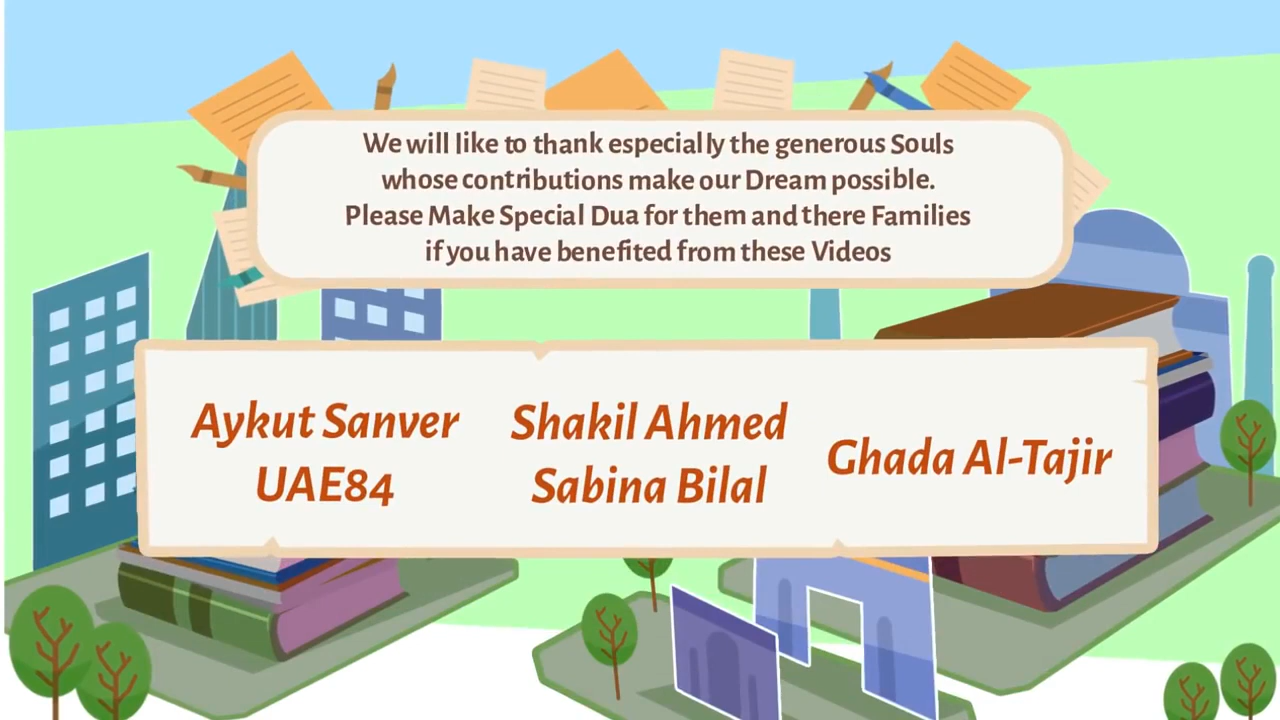 We will like to thank especially the generous Souls
whose contributions make our Dream possible.
Please Make Special Dua for them and there Families
if you have benefited from these Videos
Aykut Sanver
UAE84
Shakil Ahmed
Sabina Bilal
Ghada Al-Tajir